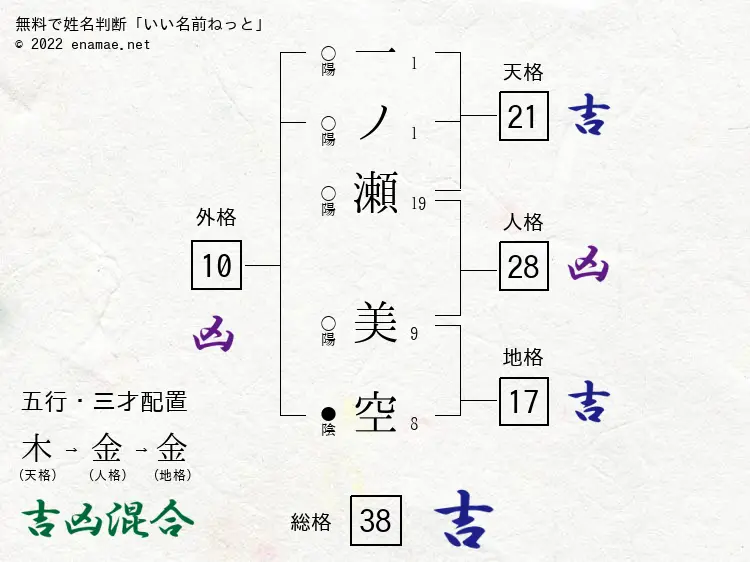 無料で姓名判断「いい名前ねっと」
© 2022 enamae.net
○陽
一
1
○陽
ノ
1
○陽
瀬
19
○陽
美
9
●陰
空
8
天格
21
吉
人格
28
凶
地格
17
吉
外格
10
凶
五行・三才配置
木→金→金
(天格) (人格) (地格)
吉凶混合
総格 38 吉